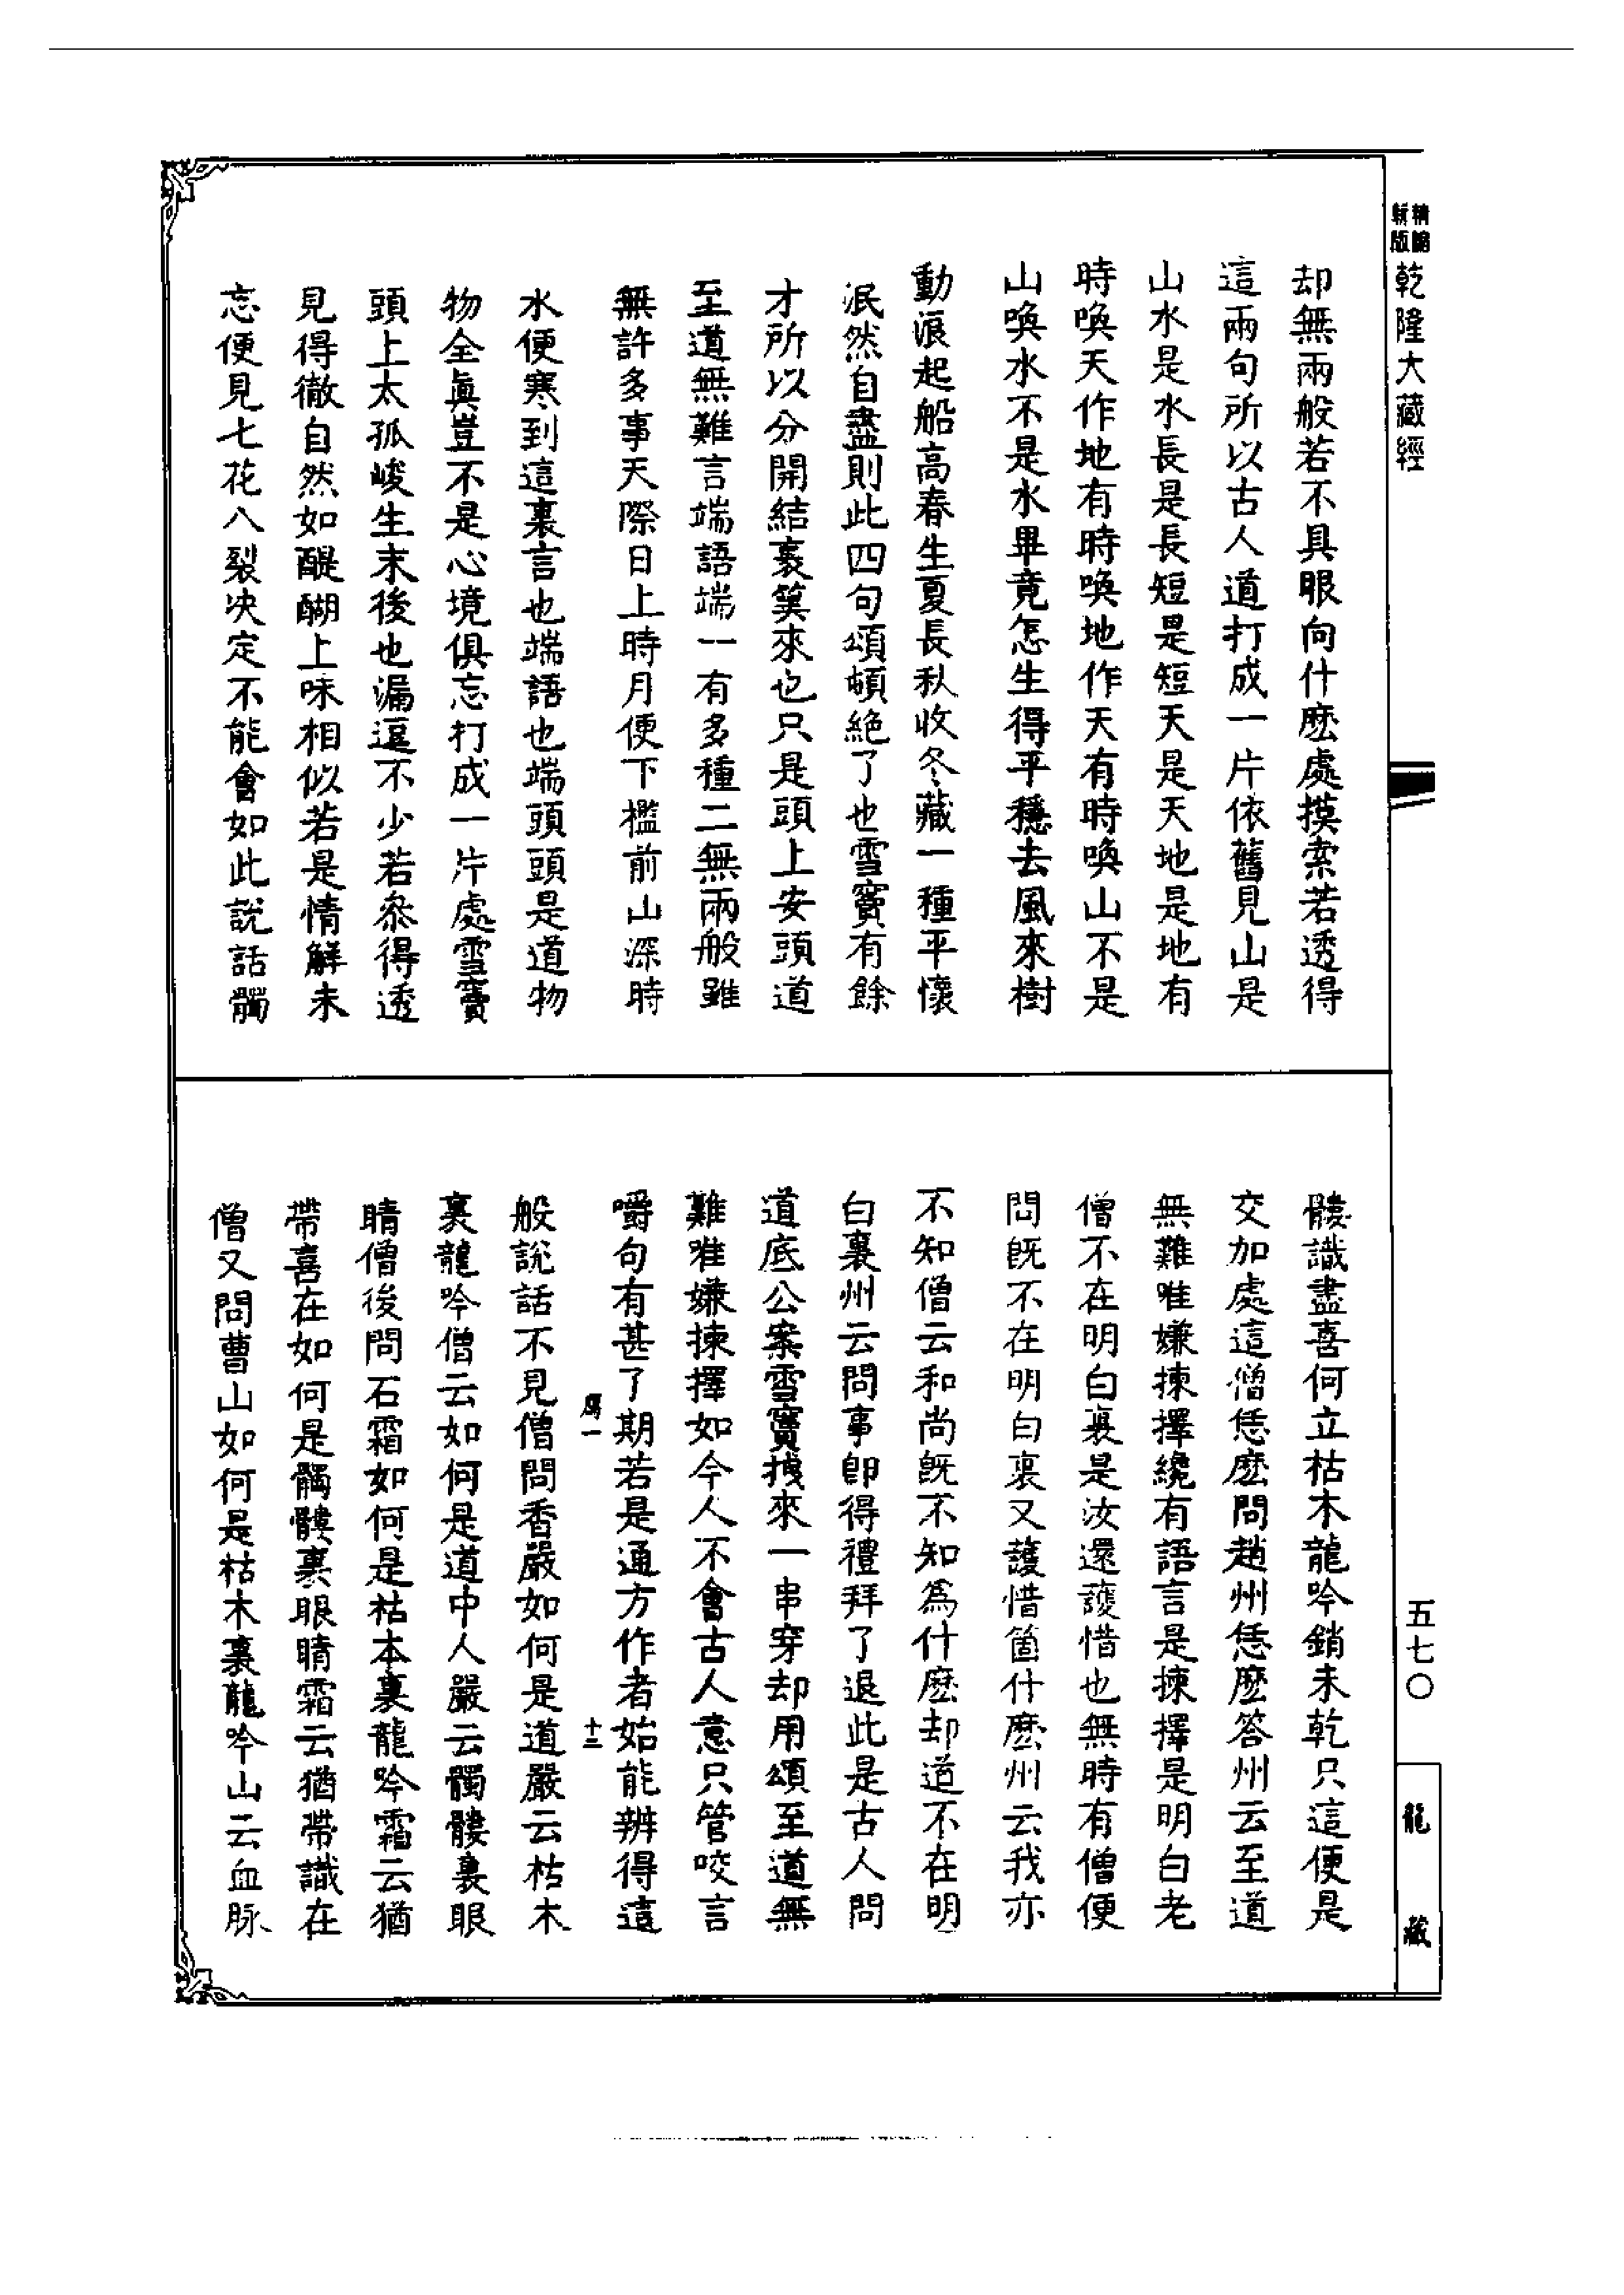 精縮新版
乾隆大藏經
却無兩般若不具眼向什麽處摸索若透得
這兩句所以古人道打成一片依舊見山是
山水是水長是長短是短天是天地是地有
時喚天作地有時喚地作天有時喚山不是
山喚水不是水畢竟怎生得平穩去風來樹
動浪起船高春生夏長秋收冬藏一種平懷
泯然自盡則此四句頌頓絶了也雪竇有餘
才所以分開結裹筭來也只是頭上安頭道
至道無難言端語端一有多種二無兩般雖
無許多事天際日上時月便下檻前山深時
水便寒到這裏言也端語也端頭頭是道物
物全眞豈不是心境俱忘打成一片處雪竇
頭上太孤峻生末後也漏逗不少若叅得透
見得徹自然如醍醐上味相似若是情解未
忘便見七花八裂决定不能會如此說話髑
髏識盡喜何立枯木龍吟銷未乾只這便是
交加處這僧恁麽問趙州恁麽答州云至道
無難唯嫌揀擇纔有語言是揀擇是明白老
僧不在明白裏是汝還護惜也無時有僧便
問旣不在明白裏又護惜箇什麽州云我亦
不知僧云和尚旣不知爲什麽却道不在明
白裏州云問事卽得禮拜了退此是古人問
道底公案雪竇拽來一串穿却用頌至道無
難唯嫌揀擇如今人不會古人意只管咬言
嚼句有甚了期若是通方作者始能辨得這
般說話不見僧問香嚴如何是道嚴云枯木
裏龍吟僧云如何是道中人嚴云髑髏裏眼
睛僧後問石霜如何是枯本裏龍吟霜云猶
帶喜在如何是髑髏裏眼睛霜云猶帶識在
僧又問曹山如何是枯木裏龍吟山云血脉
十三
五七〇
龍藏